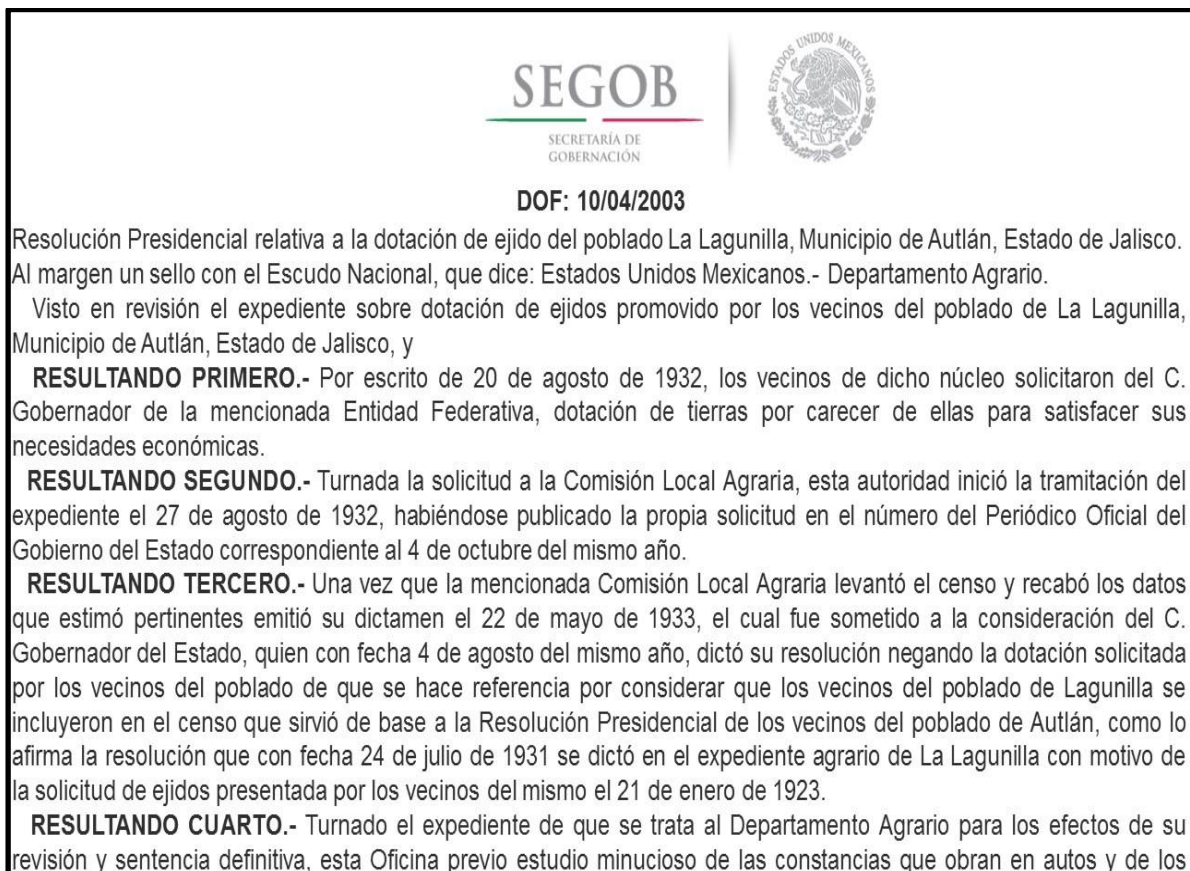 SEGOB
SECRETARÍA DE
GOBERNACIÓN
ESTADOS UNIDOS MEXICANOS
DOF: 10/04/2003
Resolución Presidencial relativa a la dotación de ejido del poblado La Lagunilla, Municipio de Autlán, Estado de Jalisco.
Al margen un sello con el Escudo Nacional, que dice: Estados Unidos Mexicanos.- Departamento Agrario.
Visto en revisión el expediente sobre dotación de ejidos promovido por los vecinos del poblado de La Lagunilla,
Municipio de Autlán, Estado de Jalisco, y
RESULTANDO PRIMERO.- Por escrito de 20 de agosto de 1932, los vecinos de dicho núcleo solicitaron del C.
Gobernador de la mencionada Entidad Federativa, dotación de tierras por carecer de ellas para satisfacer sus
necesidades económicas.
RESULTANDO SEGUNDO.- Turnada la solicitud a la Comisión Local Agraria, esta autoridad inició la tramitación del
expediente el 27 de agosto de 1932, habiéndose publicado la propia solicitud en el número del Periódico Oficial del
Gobierno del Estado correspondiente al 4 de octubre del mismo año.
RESULTANDO TERCERO.- Una vez que la mencionada Comisión Local Agraria levantó el censo y recabó los datos
que estimó pertinentes emitió su dictamen el 22 de mayo de 1933, el cual fue sometido a la consideración del C.
Gobernador del Estado, quien con fecha 4 de agosto del mismo año, dictó su resolución negando la dotación solicitada
por los vecinos del poblado de que se hace referencia por considerar que los vecinos del poblado de Lagunilla se
incluyeron en el censo que sirvió de base a la Resolución Presidencial de los vecinos del poblado de Autlán, como lo
afirma la resolución que con fecha 24 de julio de 1931 se dictó en el expediente agrario de La Lagunilla con motivo de
la solicitud de ejidos presentada por los vecinos del mismo el 21 de enero de 1923.
RESULTANDO CUARTO.- Turnado el expediente de que se trata al Departamento Agrario para los efectos de su
revisión y sentencia definitiva, esta Oficina previo estudio minucioso de las constancias que obran en autos y de los